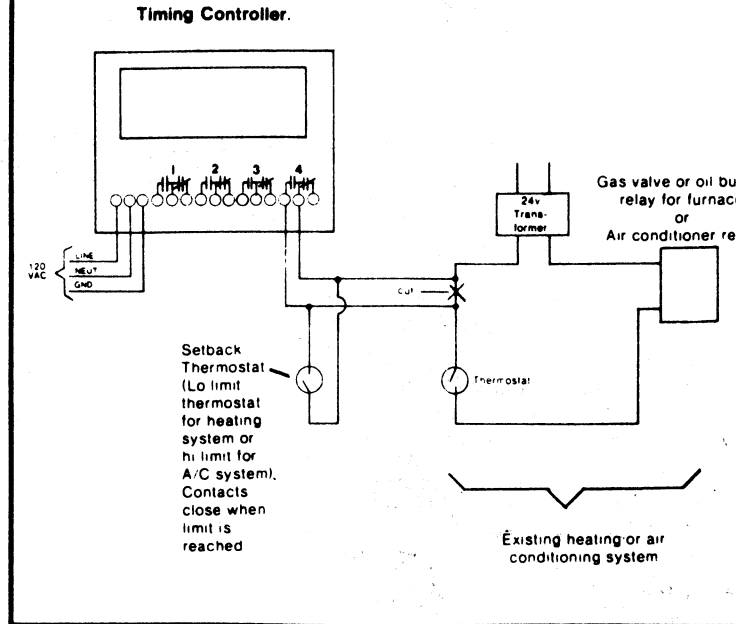 Timing Controller.
1 2 3 4
LINE
NEUT
GND
120
VAC
24v
Trans-
former
Gas valve or oil bu
relay for furnac
or
Air conditioner re
Cut
Setback
Thermostat
(Lo limit
thermostat
for heating
system or
hi limit for
A/C system).
Contacts
close when
limit is
reached
Thermostat
Existing heating or air
conditioning system